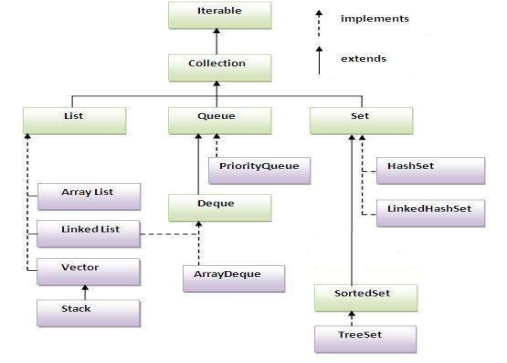 Iterable
implements
Collection
extends
List
Queue
Set
PriorityQueue
HashSet
Array List
Deque
LinkedHashSet
Linked List
Vector
ArrayDeque
Stack
SortedSet
TreeSet